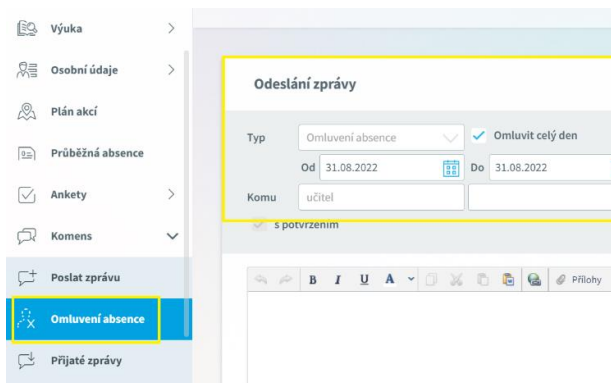 Výuka
Osobní údaje
Plán akcí
Průběžná absence
Ankety
Komens
Poslat zprávu
Omluvení absence
Přijaté zprávy
Odeslání zprávy
Typ Omluvení absence Omluvit celý den
Od 31.08.2022 Do 31.08.2022
Komu učitel
s potvrzením
B I U A Přílohy